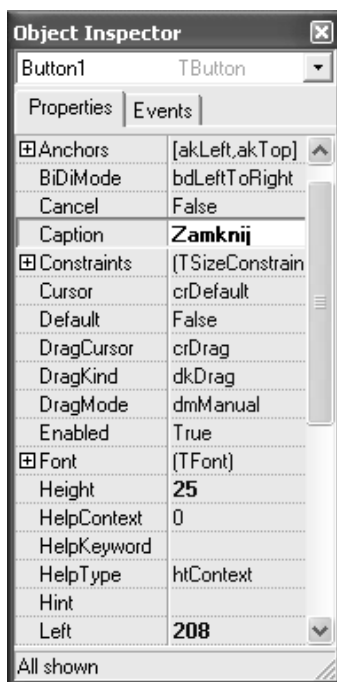 Object Inspector
Button1 TButton
Properties Events
Anchors [akLeft,akTop]
BiDiMode bdLeftToRight
Cancel False
Caption Zamknij
Constraints (TSizeConstrain
Cursor crDefault
Default False
DragCursor crDrag
DragKind dkDrag
DragMode dmManual
Enabled True
Font (TFont)
Height 25
HelpContext 0
HelpKeyword
HelpType htContext
Hint
Left 208
All shown